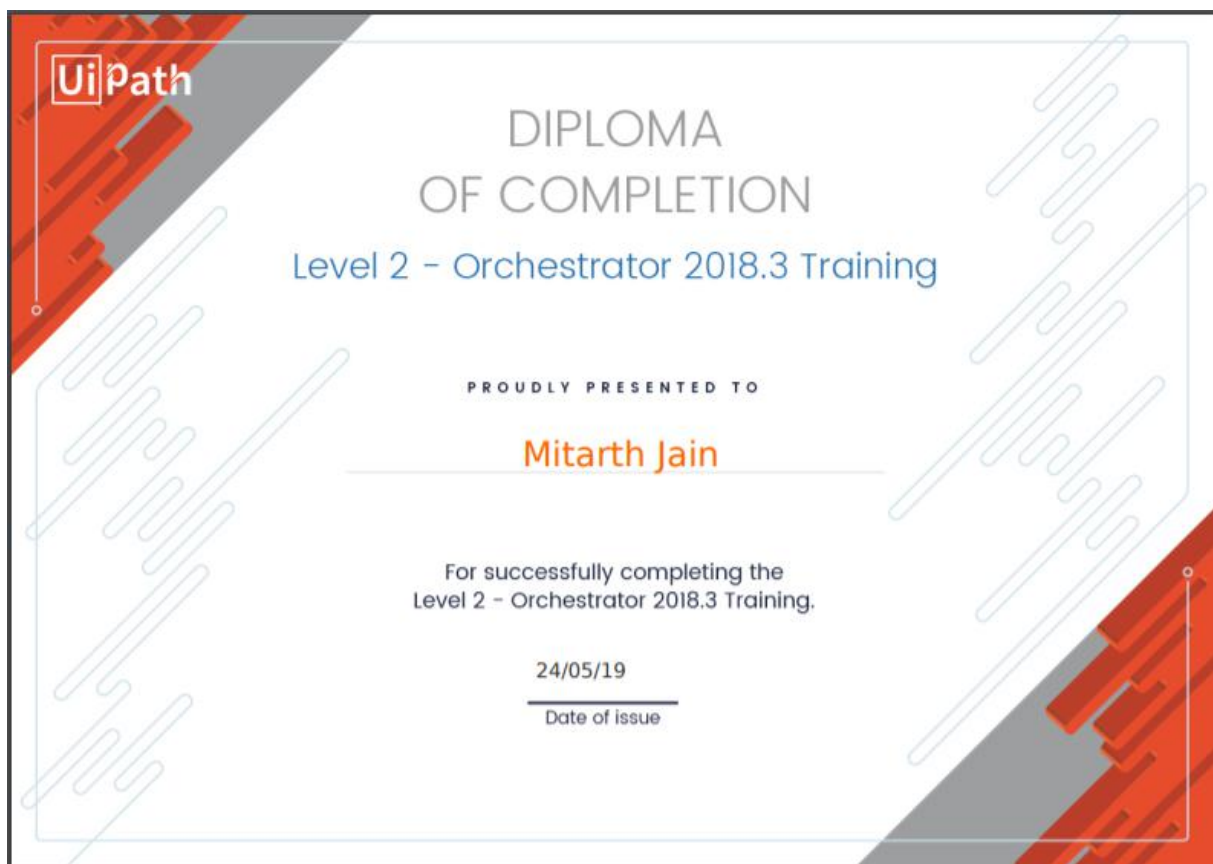 UiPath
DIPLOMA
OF COMPLETION
Level 2 - Orchestrator 2018.3 Training
PROUDLY PRESENTED TO
Mitarth Jain
For successfully completing the
Level 2 - Orchestrator 2018.3 Training.
24/05/19
Date of issue